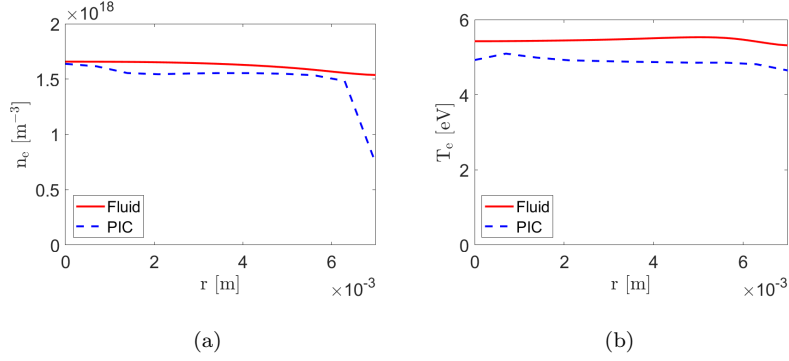 ×10^18
2
1.5
1
0.5
0
n_e [m^−3]
Fluid
PIC
0 2 4 6
r [m]
×10^-3
(a)
6
4
2
0
T_e [eV]
Fluid
PIC
0 2 4 6
r [m]
×10^-3
(b)